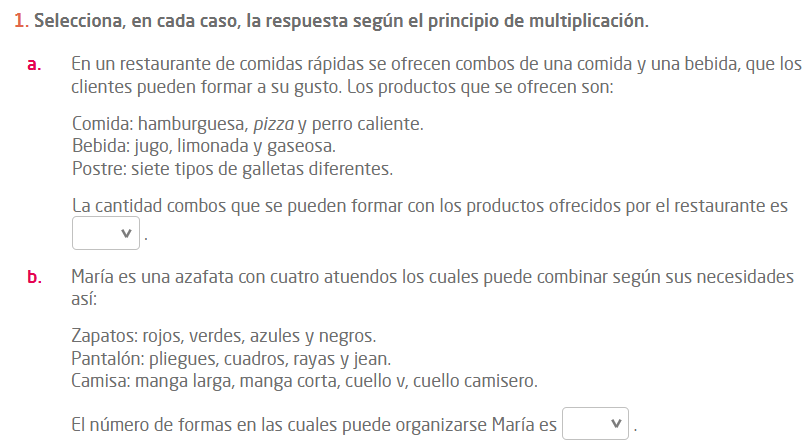 1. Selecciona, en cada caso, la respuesta según el principio de multiplicación.
a. En un restaurante de comidas rápidas se ofrecen combos de una comida y una bebida, que los
clientes pueden formar a su gusto. Los productos que se ofrecen son:
Comida: hamburguesa, pizza y perro caliente.
Bebida: jugo, limonada y gaseosa.
Postre: siete tipos de galletas diferentes.
La cantidad combos que se pueden formar con los productos ofrecidos por el restaurante es
.
b. María es una azafata con cuatro atuendos los cuales puede combinar según sus necesidades
así:
Zapatos: rojos, verdes, azules y negros.
Pantalón: pliegues, cuadros, rayas y jean.
Camisa: manga larga, manga corta, cuello v, cuello camisero.
El número de formas en las cuales puede organizarse María es .